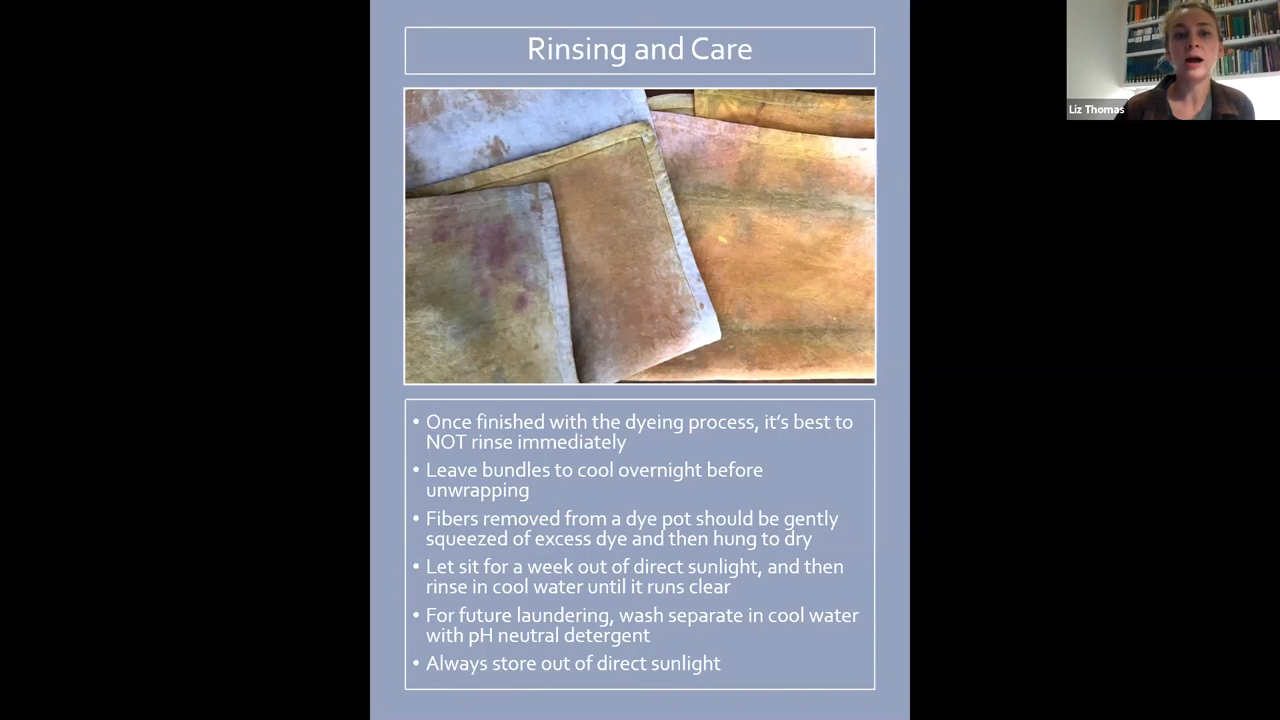 Rinsing and Care
Liz Thomas
• Once finished with the dyeing process, it's best to
NOT rinse immediately
• Leave bundles to cool overnight before
unwrapping
• Fibers removed from a dye pot should be gently
squeezed of excess dye and then hung to dry
• Let sit for a week out of direct sunlight, and then
rinse in cool water until it runs clear
• For future laundering, wash separate in cool water
with pH neutral detergent
• Always store out of direct sunlight